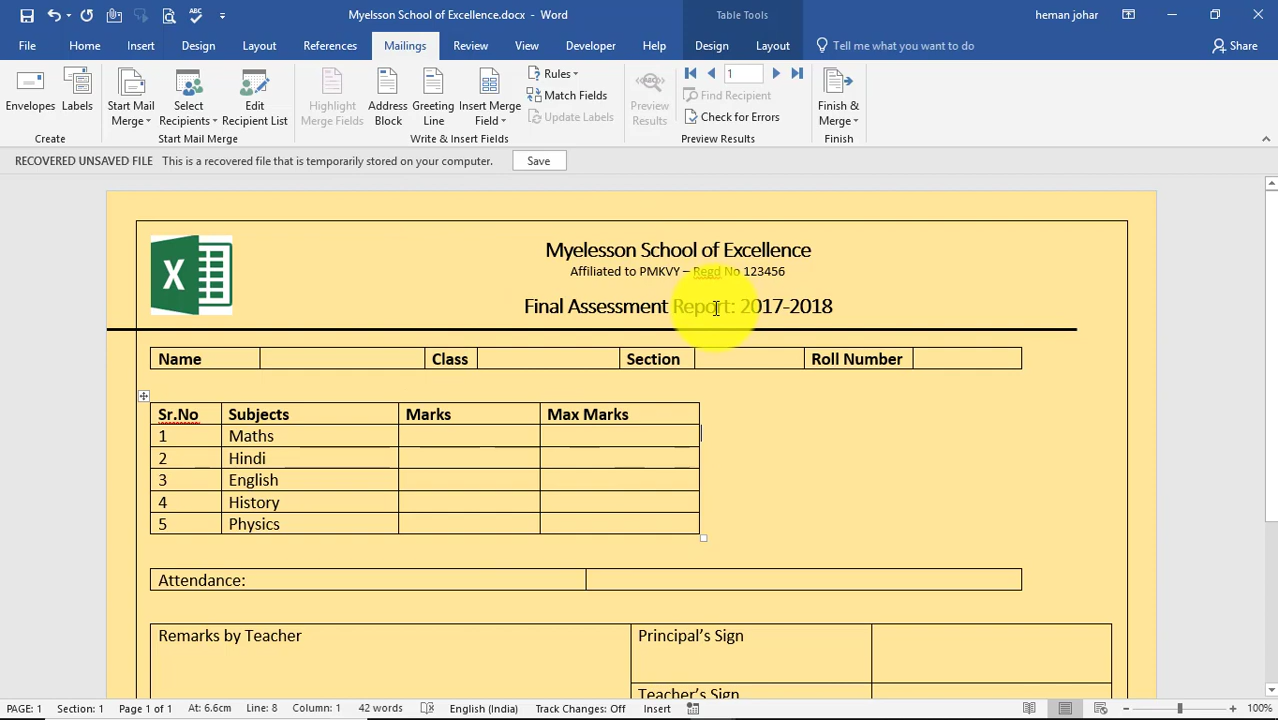 Myelsson School of Excellence.docx - Word
Table Tools
heman johar
File Home Insert Design Layout References Mailings Review View Developer Help Design Layout Tell me what you want to do Share
Envelopes Labels Start Mail Merge Select Recipients Edit Recipient List Highlight Merge Fields Address Block Greeting Line Insert Merge Field Rules Match Fields Update Labels Preview Results 1 Find Recipient Check for Errors Finish & Merge
Create Start Mail Merge Write & Insert Fields Preview Results Finish
RECOVERED UNSAVED FILE This is a recovered file that is temporarily stored on your computer. Save
X
Myelesson School of Excellence
Affiliated to PMKVY – Regd No 123456
Final Assessment Report: 2017-2018
Name Class Section Roll Number
Sr.No Subjects Marks Max Marks
1 Maths
2 Hindi
3 English
4 History
5 Physics
Attendance:
Remarks by Teacher Principal's Sign
Teacher's Sign
PAGE: 1 Section: 1 Page 1 of 1 At: 6.6cm Line: 8 Column: 1 42 words English (India) Track Changes: Off Insert 100%